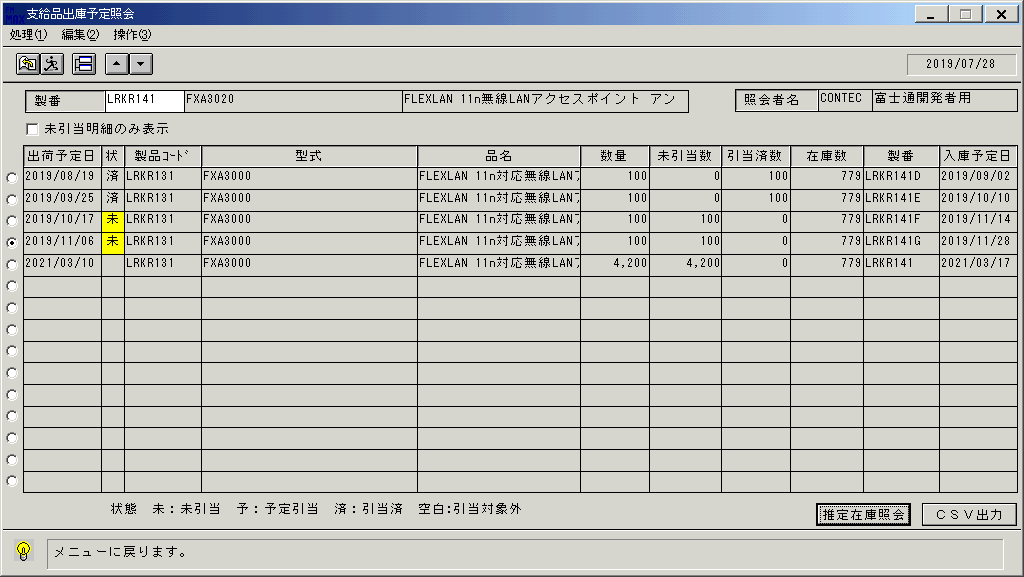 支給品出庫予定照会
処理(1) 編集(2) 操作(3)
2019/07/28
製番 LRKR141 FXA3020 FLEXLAN 11n無線LANアクセスポイント アン 照会者名 CONTEC 富士通開発者用
未引当明細のみ表示
出荷予定日 状 製品ｺｰﾄﾞ 型式 品名 数量 未引当数 引当済数 在庫数 製番 入庫予定日
2019/08/19 済 LRKR131 FXA3000 FLEXLAN 11n対応無線LANア 100 0 100 779 LRKR141D 2019/09/02
2019/09/25 済 LRKR131 FXA3000 FLEXLAN 11n対応無線LANア 100 0 100 779 LRKR141E 2019/10/10
2019/10/17 未 LRKR131 FXA3000 FLEXLAN 11n対応無線LANア 100 100 0 779 LRKR141F 2019/11/14
2019/11/06 未 LRKR131 FXA3000 FLEXLAN 11n対応無線LANア 100 100 0 779 LRKR141G 2019/11/28
2021/03/10 LRKR131 FXA3000 FLEXLAN 11n対応無線LANア 4,200 4,200 0 779 LRKR141 2021/03/17
状態 未：未引当 予：予定引当 済：引当済 空白:引当対象外
推定在庫照会 ＣＳＶ出力
メニューに戻ります。